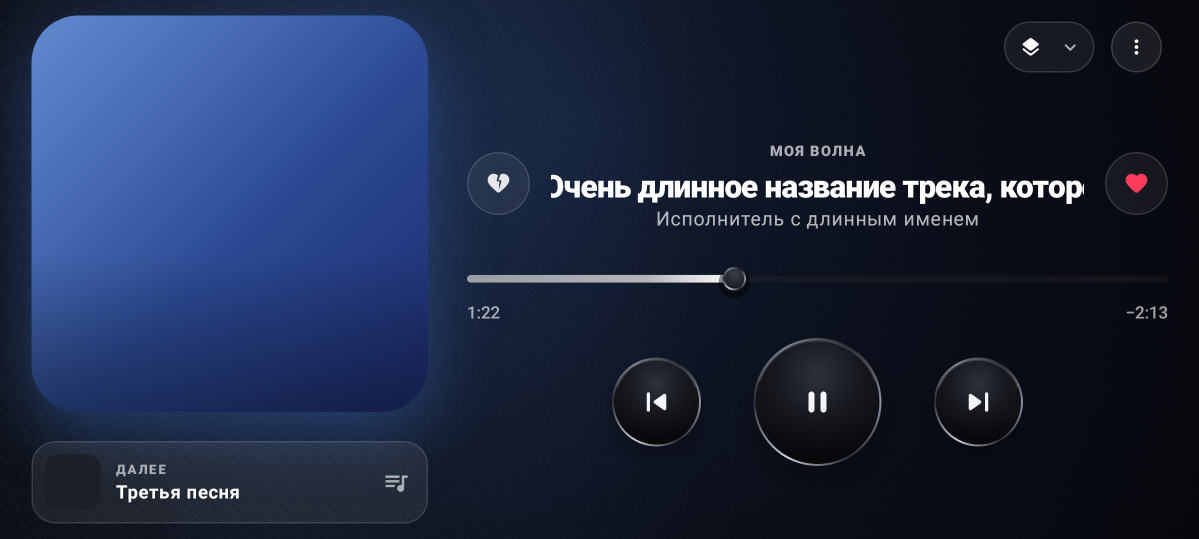 МОЯ ВОЛНА
Очень длинное название трека, котор
Исполнитель с длинным именем
1:22
−2:13
ДАЛЕЕ
Третья песня